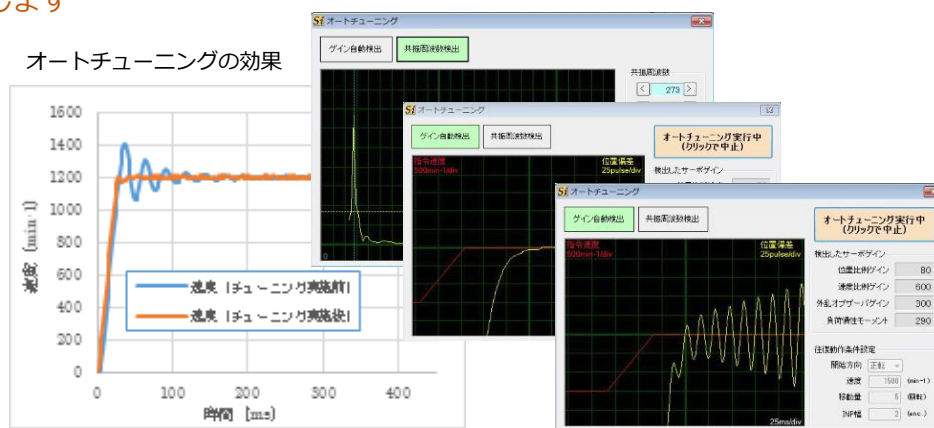 します
オートチューニングの効果
1600
1400
1200
1000
800
600
400
200
0
速度 (min-1)
0
100
200
300
400
時間 [ms]
速度 [チューニング実施前]
速度 [チューニング実施後]
Si オートチューニング
ゲイン自動検出
共振周波数検出
共振周波数
< 273 >
0
Si オートチューニング
ゲイン自動検出
共振周波数検出
オートチューニング実行中
(クリックで中止)
指令速度
500min-1/div
位置偏差
25pulse/div
検出したサーボゲイン
Si オートチューニング
ゲイン自動検出
共振周波数検出
オートチューニング実行中
(クリックで中止)
指令速度
500min-1/div
位置偏差
25pulse/div
25ms/div
検出したサーボゲイン
位置比例ゲイン 80
速度比例ゲイン 600
外乱オブザーバゲイン 300
負荷慣性モーメント 290
往復動作条件設定
開始方向 正転
速度 1500 (min-1)
移動量 5 (回転)
INP幅 2 (enc.)